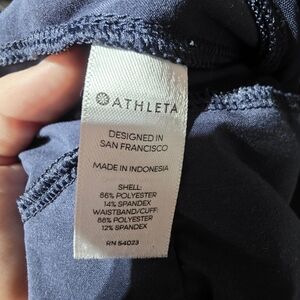 ATHLETA
DESIGNED IN
SAN FRANCISCO
MADE IN INDONESIA
SHELL:
86% POLYESTER
14% SPANDEX
WAISTBAND/CUFF:
88% POLYESTER
12% SPANDEX
RN 54023